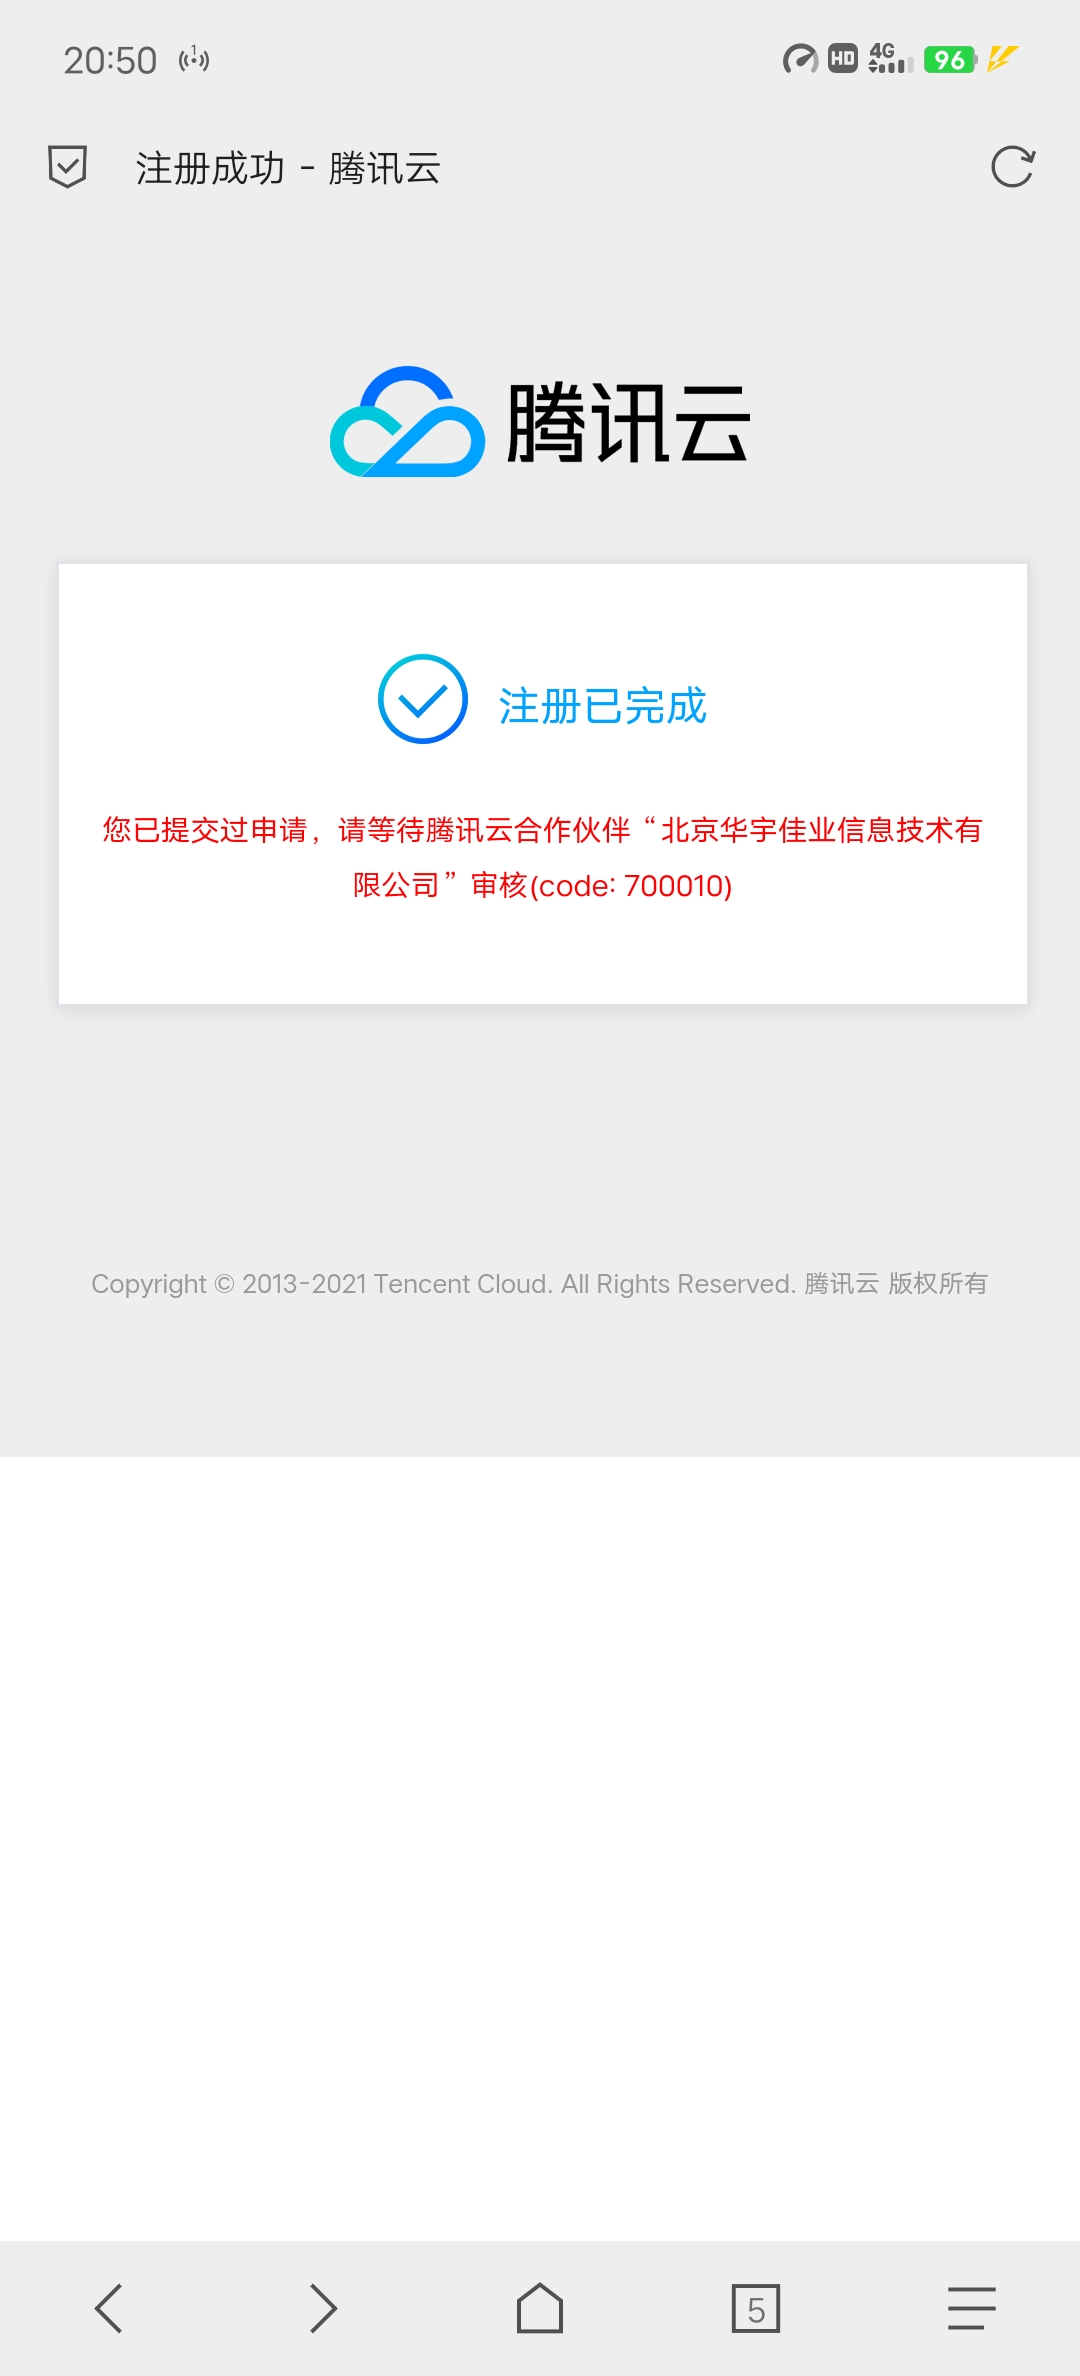 20:50
1
HD
4G
96
注册成功 - 腾讯云
腾讯云
注册已完成
您已提交过申请，请等待腾讯云合作伙伴“北京华宇佳业信息技术有
限公司”审核(code: 700010)
Copyright © 2013-2021 Tencent Cloud. All Rights Reserved. 腾讯云 版权所有
5